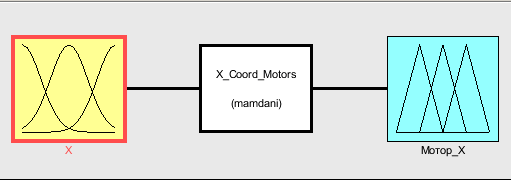 X_Coord_Motors
(mamdani)
X
Мотор_X